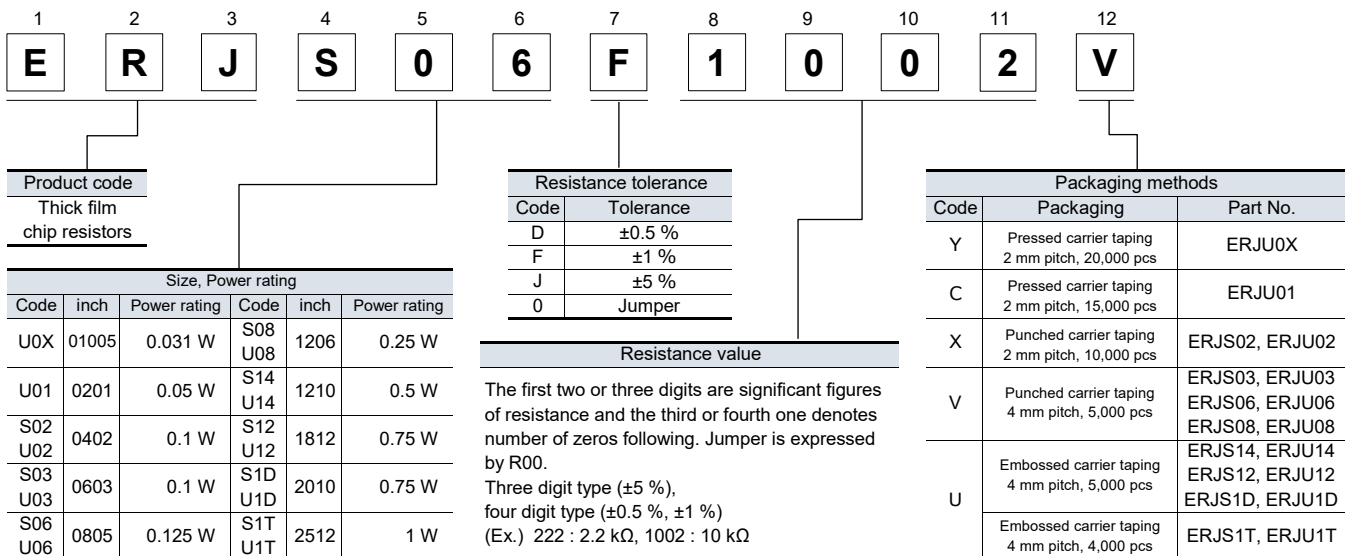 1 2 3 4 5 6 7 8 9 10 11 12
E R J S 0 6 F 1 0 0 2 V
Product code
Thick film
chip resistors
Size, Power rating
Code inch Power rating Code inch Power rating
U0X 01005 0.031 W S08 U08 1206 0.25 W
U01 0201 0.05 W S14 U14 1210 0.5 W
S02 U02 0402 0.1 W S12 U12 1812 0.75 W
S03 U03 0603 0.1 W S1D U1D 2010 0.75 W
S06 U06 0805 0.125 W S1T U1T 2512 1 W
Resistance tolerance
Code Tolerance
D ±0.5 %
F ±1 %
J ±5 %
0 Jumper
Resistance value
The first two or three digits are significant figures
of resistance and the third or fourth one denotes
number of zeros following. Jumper is expressed
by R00.
Three digit type (±5 %),
four digit type (±0.5 %, ±1 %)
(Ex.) 222 : 2.2 kΩ, 1002 : 10 kΩ
Packaging methods
Code Packaging Part No.
Y Pressed carrier taping
2 mm pitch, 20,000 pcs ERJU0X
C Pressed carrier taping
2 mm pitch, 15,000 pcs ERJU01
X Punched carrier taping
2 mm pitch, 10,000 pcs ERJS02, ERJU02
V Punched carrier taping
4 mm pitch, 5,000 pcs
ERJS03, ERJU03
ERJS06, ERJU06
ERJS08, ERJU08
U Embossed carrier taping
4 mm pitch, 5,000 pcs
ERJS14, ERJU14
ERJS12, ERJU12
ERJS1D, ERJU1D
Embossed carrier taping
4 mm pitch, 4,000 pcs ERJS1T, ERJU1T